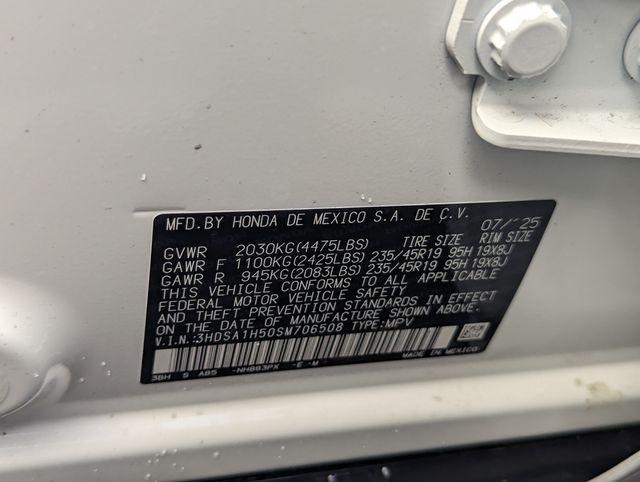 MFD.BY HONDA DE MEXICO S.A. DE C.V. 07/'25
GVWR 2030KG(4475LBS) TIRE SIZE RIM SIZE
GAWR F 1100KG(2425LBS) 235/45R19 95H 19X8J
GAWR R 945KG(2083LBS) 235/45R19 95H 19X8J
THIS VEHICLE CONFORMS TO ALL APPLICABLE
FEDERAL MOTOR VEHICLE SAFETY
AND THEFT PREVENTION STANDARDS IN EFFECT
ON THE DATE OF MANUFACTURE SHOWN ABOVE.
V.I.N.:3HDSA1H50SM706508 TYPE:MPV
MADE IN MEXICO
3BH S AB5 -NH883PX -E -M